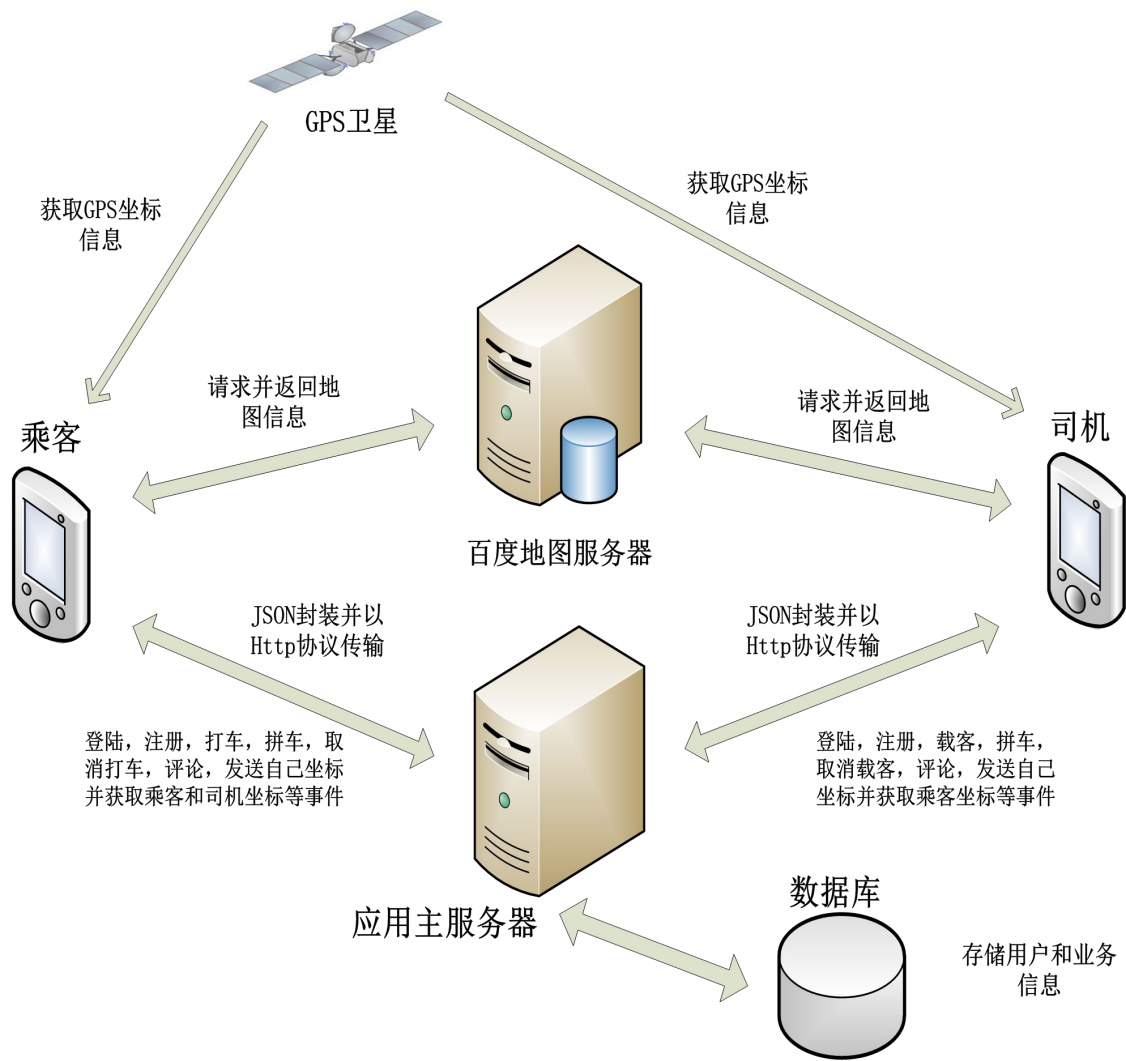 GPS卫星
获取GPS坐标
信息
获取GPS坐标
信息
请求并返回地
图信息
请求并返回地
图信息
乘客
司机
百度地图服务器
JSON封装并以
Http协议传输
JSON封装并以
Http协议传输
登陆，注册，打车，拼车，取
消打车，评论，发送自己坐标
并获取乘客和司机坐标等事件
登陆，注册，载客，拼车，
取消载客，评论，发送自己
坐标并获取乘客坐标等事件
应用主服务器
数据库
存储用户和业务
信息